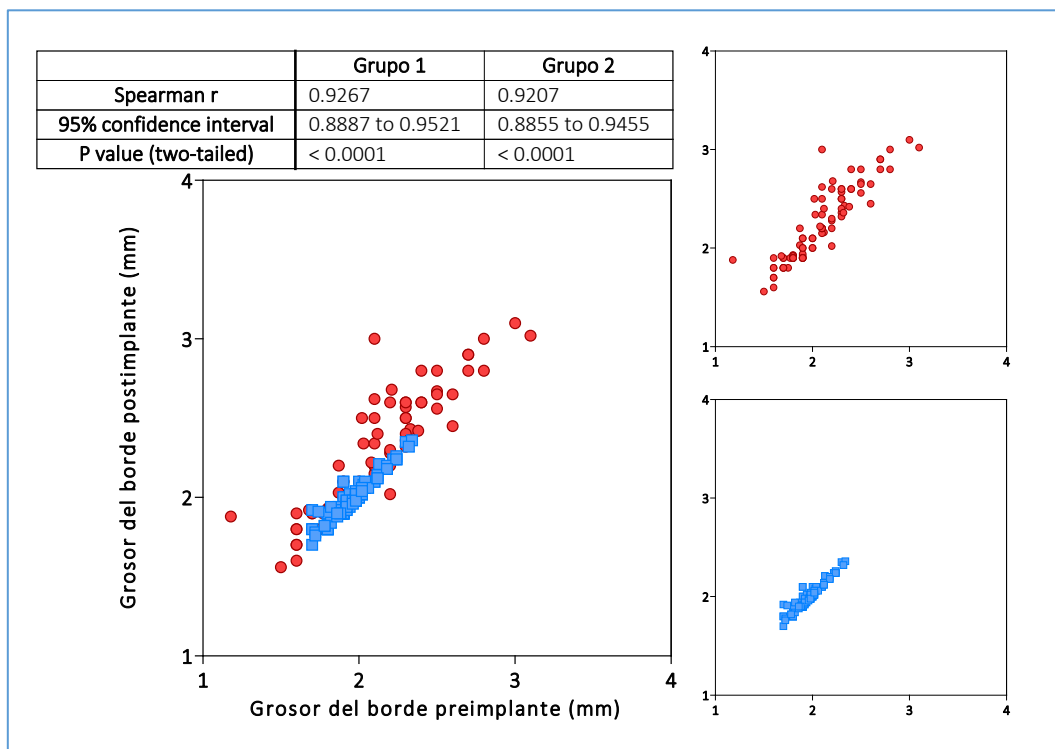 Grupo 1 Grupo 2
Spearman r 0.9267 0.9207
95% confidence interval 0.8887 to 0.9521 0.8855 to 0.9455
P value (two-tailed) < 0.0001 < 0.0001
4
3
2
1
1 2 3 4
Grosor del borde postimplante (mm)
Grosor del borde preimplante (mm)
4
3
2
1
1 2 3 4
4
3
2
1
1 2 3 4